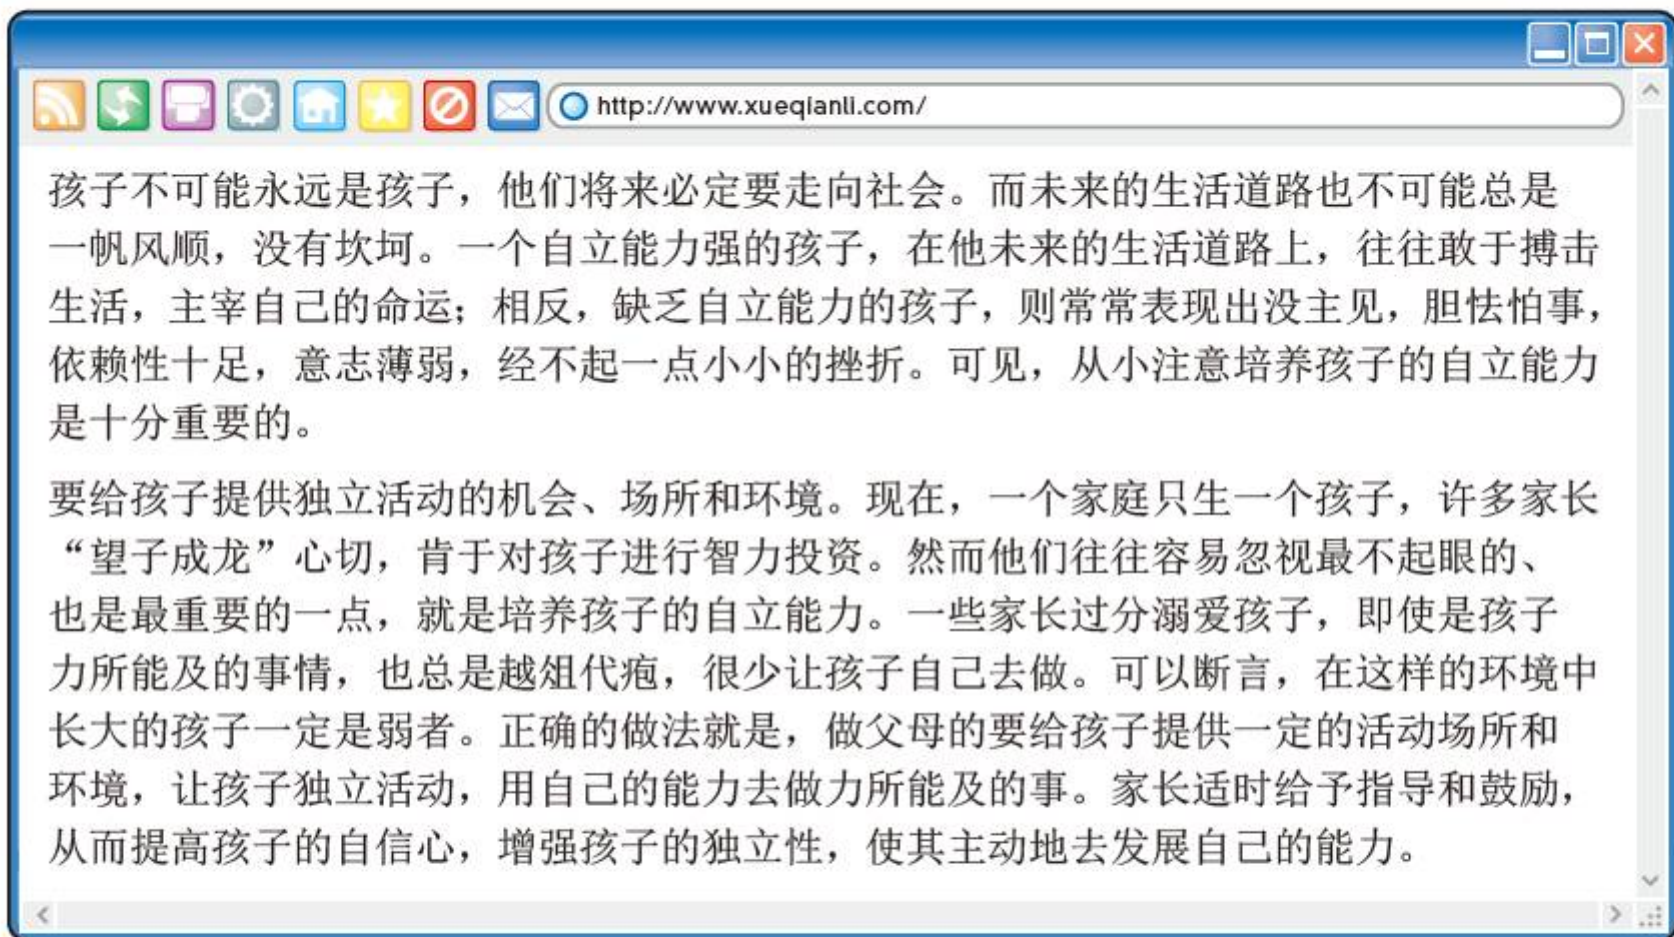 http://www.xueqianli.com/
孩子不可能永远是孩子，他们将来必定要走向社会。而未来的生活道路也不可能总是
一帆风顺，没有坎坷。一个自立能力强的孩子，在他未来的生活道路上，往往敢于搏击
生活，主宰自己的命运；相反，缺乏自立能力的孩子，则常常表现出没主见，胆怯怕事，
依赖性十足，意志薄弱，经不起一点小小的挫折。可见，从小注意培养孩子的自立能力
是十分重要的。
要给孩子提供独立活动的机会、场所和环境。现在，一个家庭只生一个孩子，许多家长
“望子成龙”心切，肯于对孩子进行智力投资。然而他们往往容易忽视最不起眼的、
也是最重要的一点，就是培养孩子的自立能力。一些家长过分溺爱孩子，即使是孩子
力所能及的事情，也总是越俎代疱，很少让孩子自己去做。可以断言，在这样的环境中
长大的孩子一定是弱者。正确的做法就是，做父母的要给孩子提供一定的活动场所和
环境，让孩子独立活动，用自己的能力去做力所能及的事。家长适时给予指导和鼓励，
从而提高孩子的自信心，增强孩子的独立性，使其主动地去发展自己的能力。